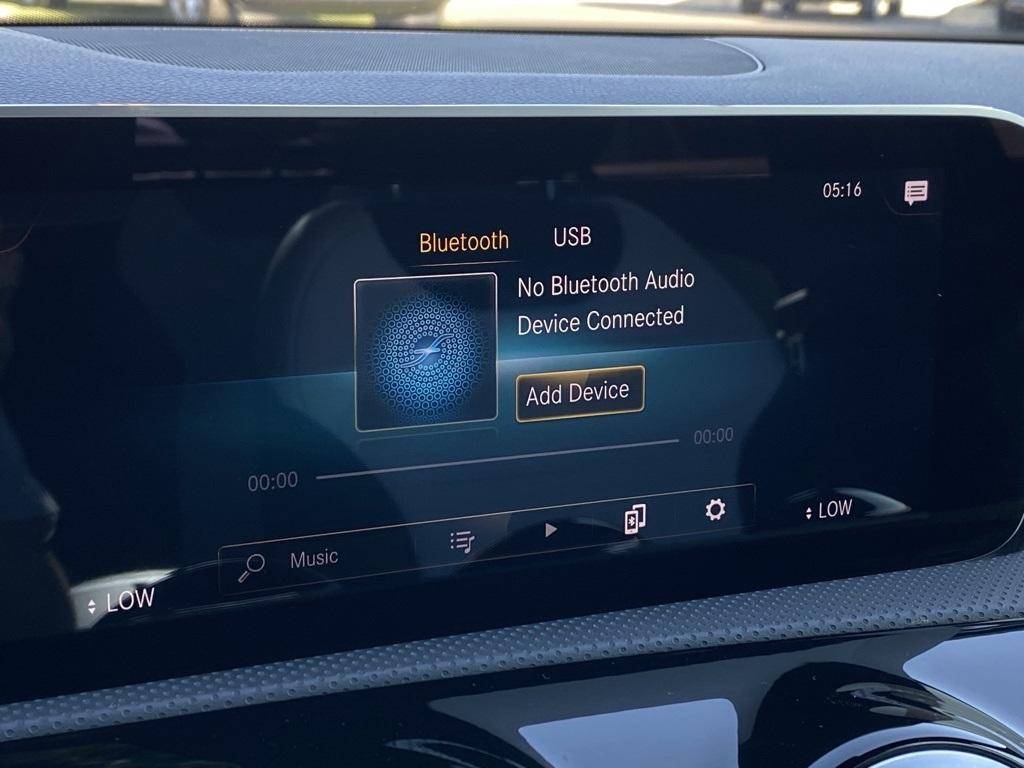 05:16
Bluetooth USB
No Bluetooth Audio
Device Connected
Add Device
00:00 00:00
Music
LOW LOW